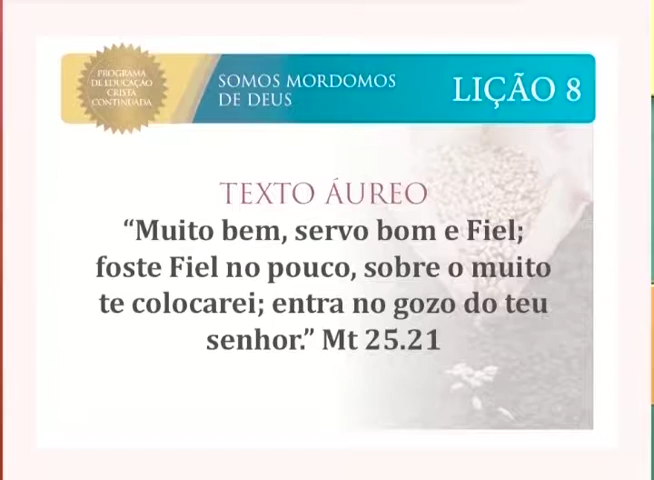 PROGRAMA
DE EDUCAÇÃO
CRISTÃ
CONTINUADA
SOMOS MORDOMOS
DE DEUS
LIÇÃO 8
TEXTO ÁUREO
“Muito bem, servo bom e Fiel;
foste Fiel no pouco, sobre o muito
te colocarei; entra no gozo do teu
senhor.” Mt 25.21